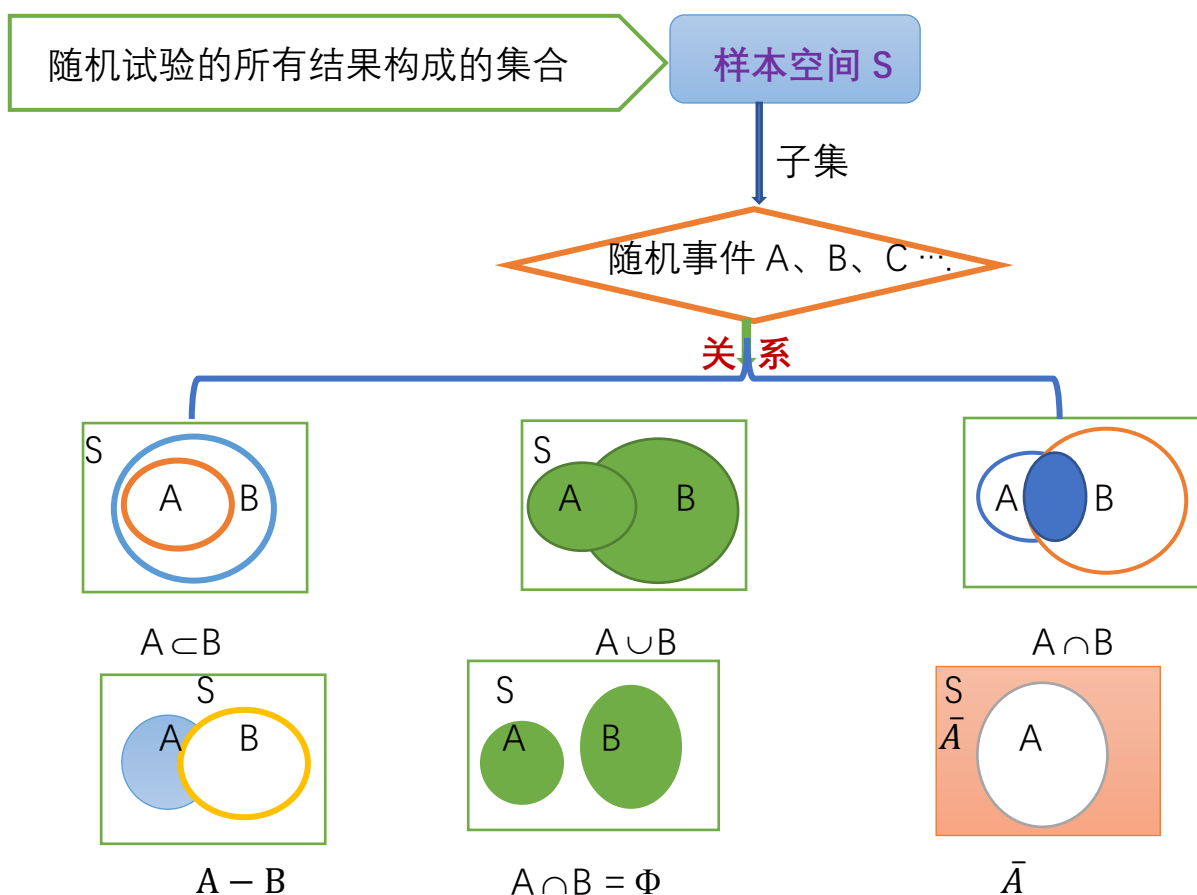 随机试验的所有结果构成的集合
样本空间 S
子集
随机事件 A、B、C ….
关 系
S
A
B
S
A
B
A
B
A ⊂ B
A ∪ B
A ∩ B
S
A
B
S
A
B
S
Ā
A
A − B
A ∩ B = Φ
Ā